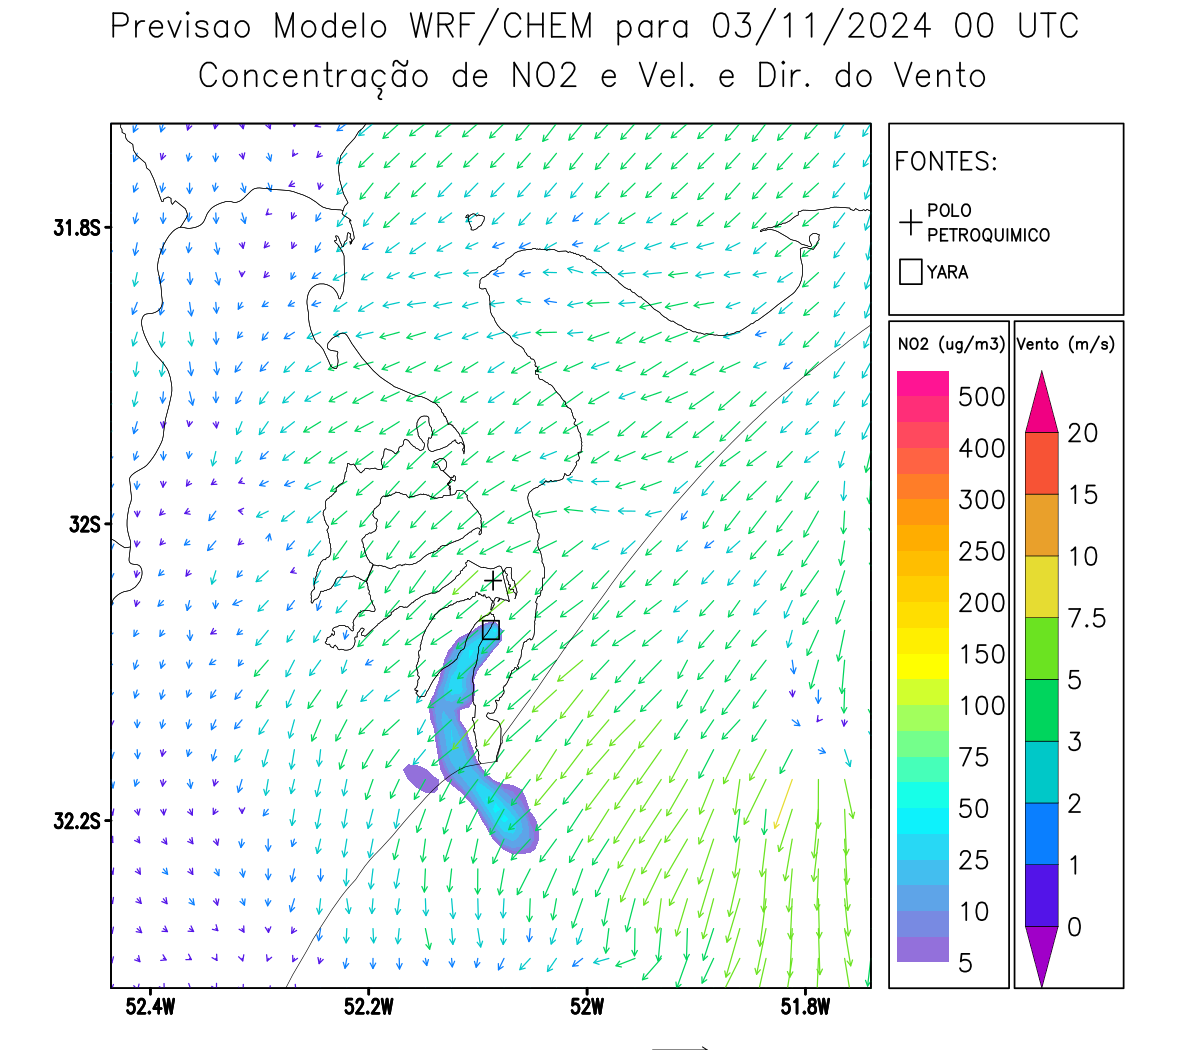 Previsao Modelo WRF/CHEM para 03/11/2024 00 UTC
Concentração de NO2 e Vel. e Dir. do Vento
FONTES:
POLO
PETROQUIMICO
YARA
NO2 (ug/m3)
500
400
300
250
200
150
100
75
50
25
10
5
Vento (m/s)
20
15
10
7.5
5
3
2
1
0
31.8S
32S
32.2S
52.4W
52.2W
52W
51.8W